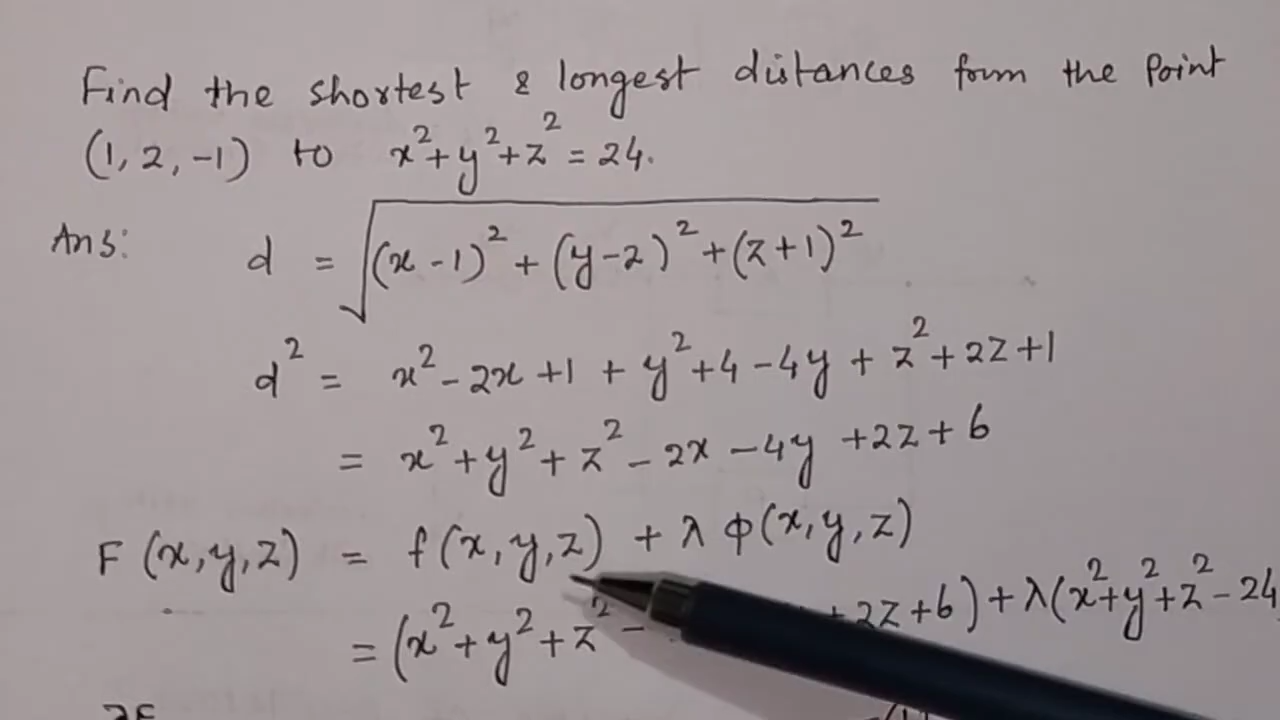 Find the shortest & longest distances form the point
(1, 2, -1) to x²+y²+z² = 24.
Ans: d = √((x-1)² + (y-2)² + (z+1)²)
d² = x² - 2x + 1 + y² + 4 - 4y + z² + 2z + 1
= x² + y² + z² - 2x - 4y + 2z + 6
F (x, y, z) = f(x, y, z) + λ φ(x, y, z)
= (x² + y² + z² - + 2z + 6) + λ(x² + y² + z² - 24